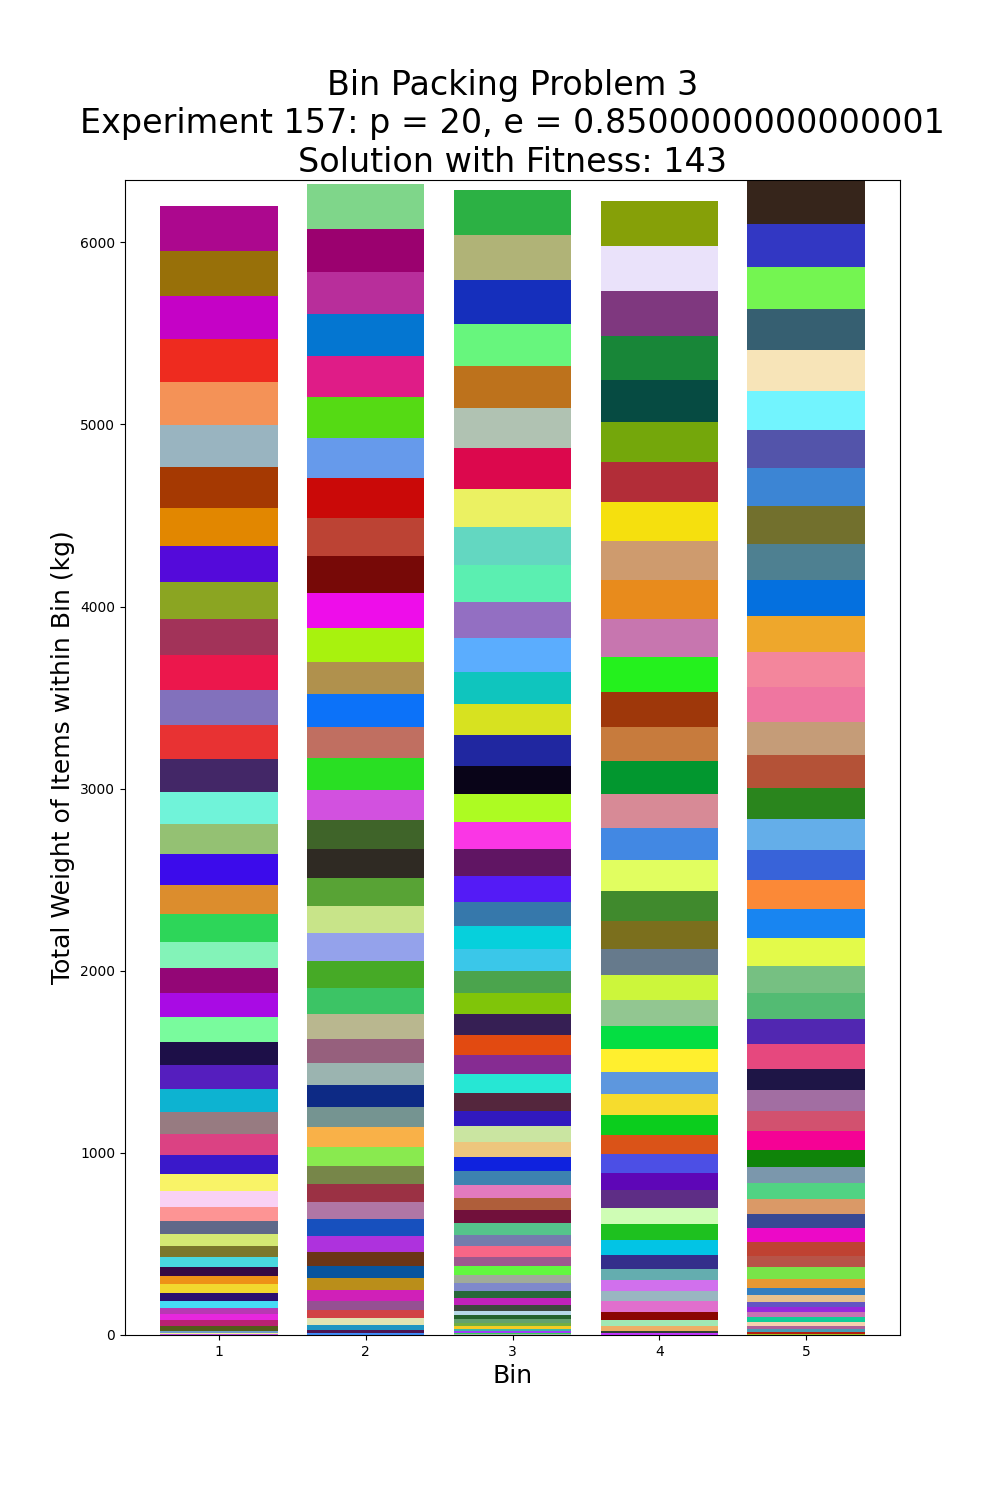 Bin Packing Problem 3
Experiment 157: p = 20, e = 0.8500000000000001
Solution with Fitness: 143
Total Weight of Items within Bin (kg)
6000
5000
4000
3000
2000
1000
0
1 2 3 4 5
Bin